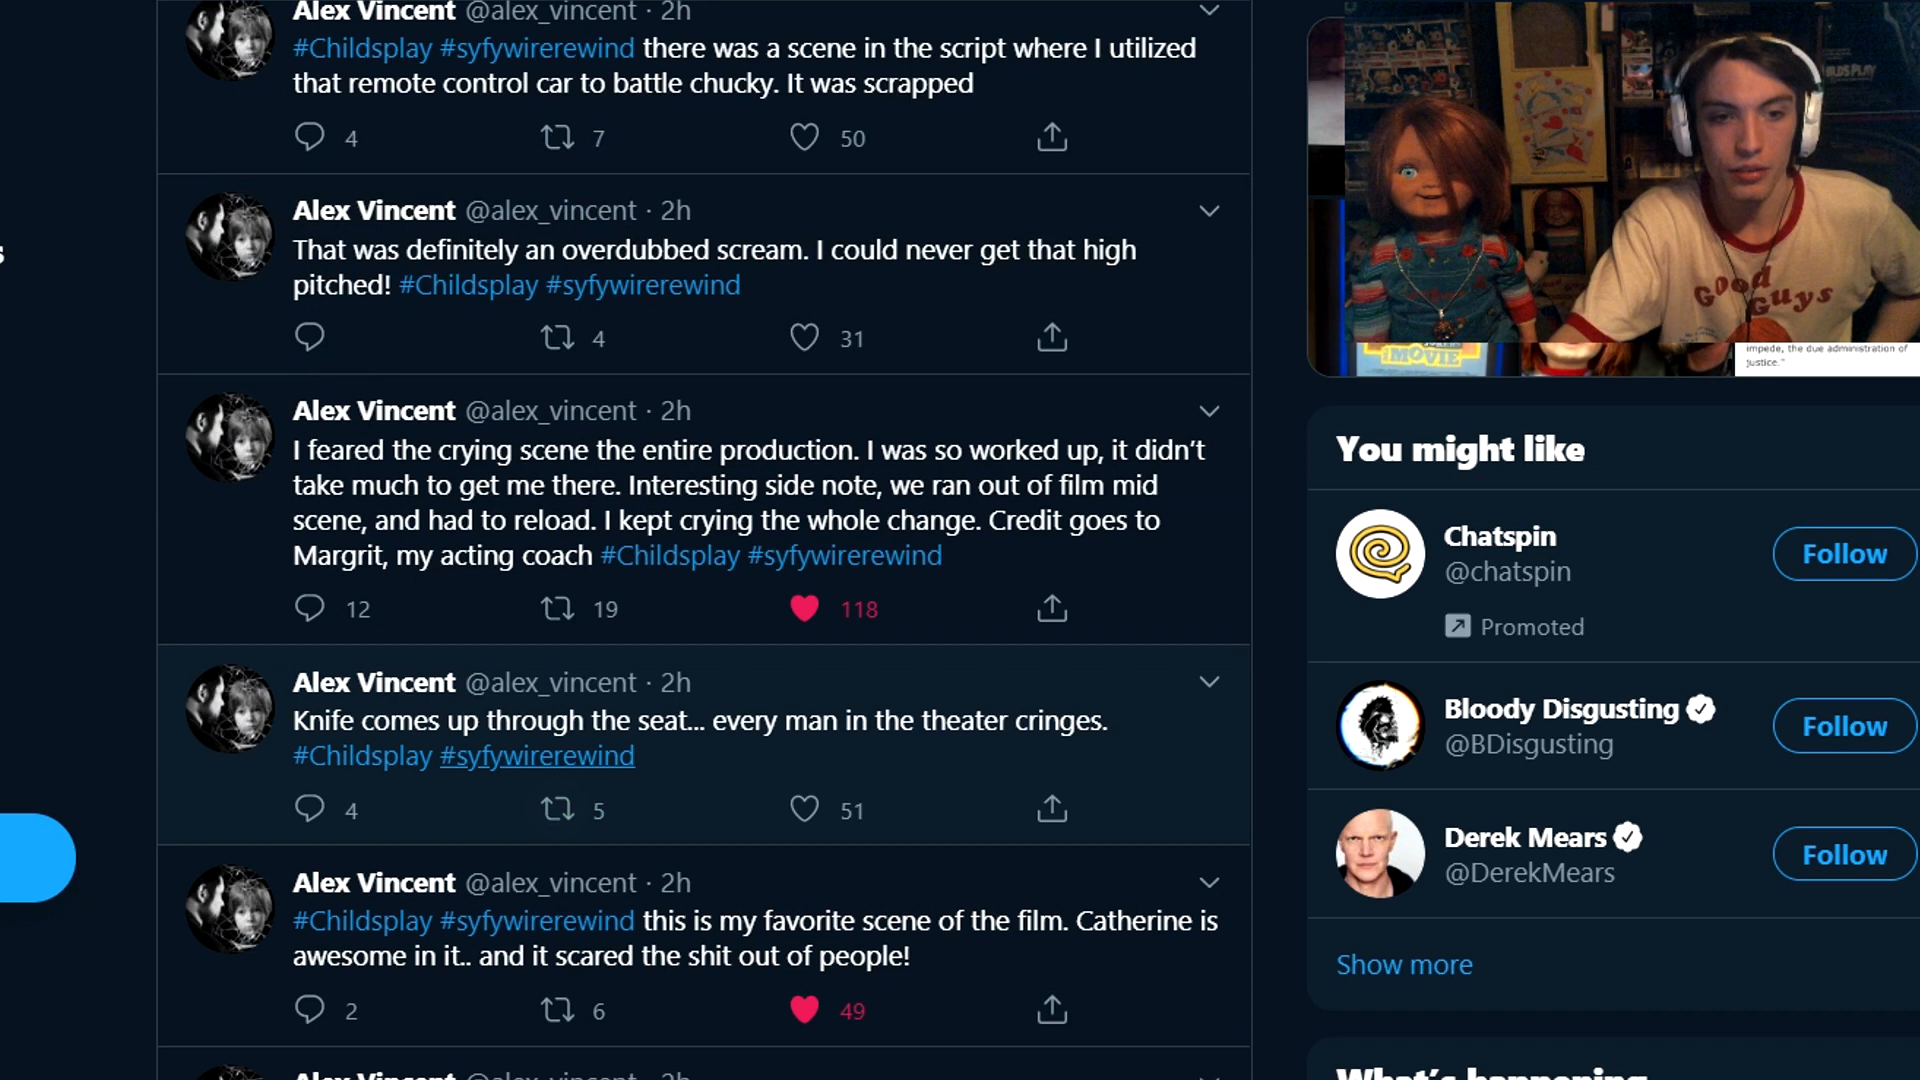 Alex Vincent @alex_vincent · 2h
#Childsplay #syfywirerewind there was a scene in the script where I utilized
that remote control car to battle chucky. It was scrapped
4 7 50
Alex Vincent @alex_vincent · 2h
That was definitely an overdubbed scream. I could never get that high
pitched! #Childsplay #syfywirerewind
4 31
Alex Vincent @alex_vincent · 2h
I feared the crying scene the entire production. I was so worked up, it didn't
take much to get me there. Interesting side note, we ran out of film mid
scene, and had to reload. I kept crying the whole change. Credit goes to
Margrit, my acting coach #Childsplay #syfywirerewind
12 19 118
Alex Vincent @alex_vincent · 2h
Knife comes up through the seat... every man in the theater cringes.
#Childsplay #syfywirerewind
4 5 51
Alex Vincent @alex_vincent · 2h
#Childsplay #syfywirerewind this is my favorite scene of the film. Catherine is
awesome in it.. and it scared the shit out of people!
2 6 49
Alex Vincent @alex_vincent · 2h
s
Good
Guys
MOVIE
impede, the due administration of
justice."
You might like
Chatspin
@chatspin
Follow
Promoted
Bloody Disgusting
@BDisgusting
Follow
Derek Mears
@DerekMears
Follow
Show more
What's happening